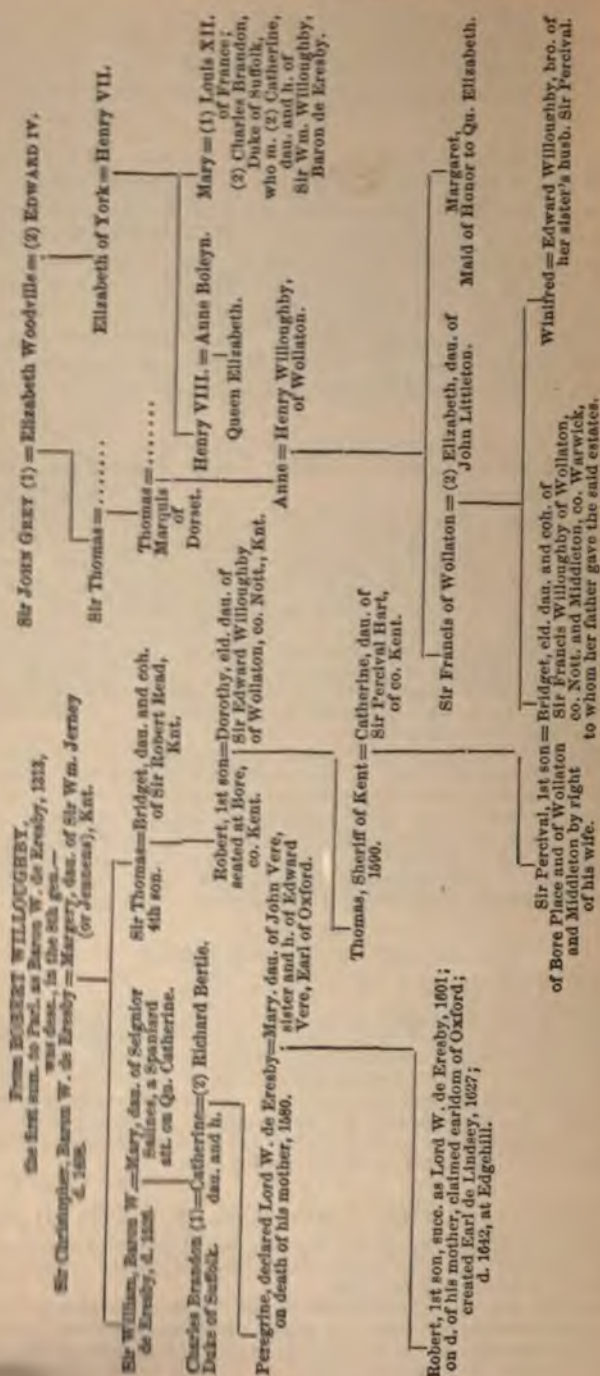 From ROBERT WILLOUGHBY,
the first sum. to Parl. as Baron W. de Eresby, 1313,
was desc., in the 8th gen.—
Sir Christopher, Baron W. de Eresby = Margery, dau. of Sir Wm. Jerney
d. 1498. (or Jennens), Knt.
Sir William, Baron W. = Mary, dau. of Seignior
de Eresby, d. Salines, a Spaniard
att. on Qu. Catherine.
Sir Thomas = Bridget, dau. and coh.
4th son. of Sir Robert Read,
Knt.
Charles Brandon (1) = Catherine = (2) Richard Bertie.
Duke of Suffolk. dau. and h.
Robert, 1st son = Dorothy, eld. dau. of
seated at Bore, Sir Edward Willoughby
co. Kent. of Wollaton, co. Nott., Knt.
Peregrine, declared Lord W. de Eresby = Mary, dau. of John Vere,
on death of his mother, 1580. sister and h. of Edward
Vere, Earl of Oxford.
Thomas, Sheriff of Kent = Catherine, dau. of
1590. Sir Percival Hart,
of co. Kent.
Robert, 1st son, succ. as Lord W. de Eresby, 1601;
on d. of his mother, claimed earldom of Oxford;
created Earl de Lindsey, 1627;
d. 1642, at Edgehill.
Sir Percival, 1st son = Bridget, eld. dau. and coh. of
of Bore Place and of Wollaton Sir Francis Willoughby of Wollaton,
and Middleton by right co. Nott. and Middleton, co. Warwick,
of his wife. to whom her father gave the said estates.
Sir JOHN GREY (1) = Elizabeth Woodville = (2) EDWARD IV.
Sir Thomas = .......
Elizabeth of York = Henry VII.
Thomas = .......
Marquis
of
Dorset.
Henry VIII. = Anne Boleyn.
Queen Elizabeth.
Mary = (1) Louis XII.
of France;
(2) Charles Brandon,
Duke of Suffolk,
who m. (2) Catherine,
dau. and h. of
Sir Wm. Willoughby,
Baron de Eresby.
Anne = Henry Willoughby,
of Wollaton.
Sir Francis of Wollaton = (2) Elizabeth, dau. of
John Littleton.
Margaret,
Maid of Honor to Qu. Elizabeth.
Winifred = Edward Willoughby, bro. of
her sister's husb. Sir Percival.